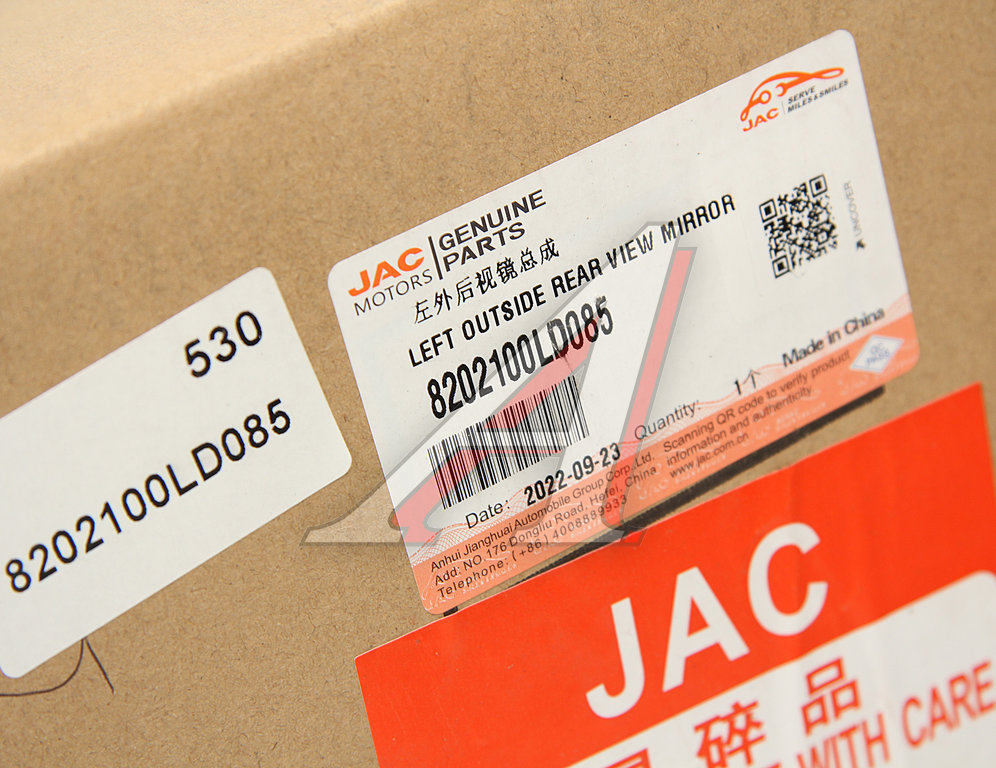 530
8202100LD085
JAC
SERVE
MILES & SMILES
JAC
MOTORS
GENUINE
PARTS
左外后视镜总成
LEFT OUTSIDE REAR VIEW MIRROR
8202100LD085
UNCOVER
Date: 2022-09-23
Quantity: 1个
Made in China
QC
PASS
Anhui Jianghuai Automobile Group Corp.,Ltd.
Add: NO.176 Dongliu Road, Hefei, China
Telephone: (+86) 4008889933
Scanning QR code to verify product
information and authenticity
www.jac.com.cn
JAC
碎品
WITH CARE